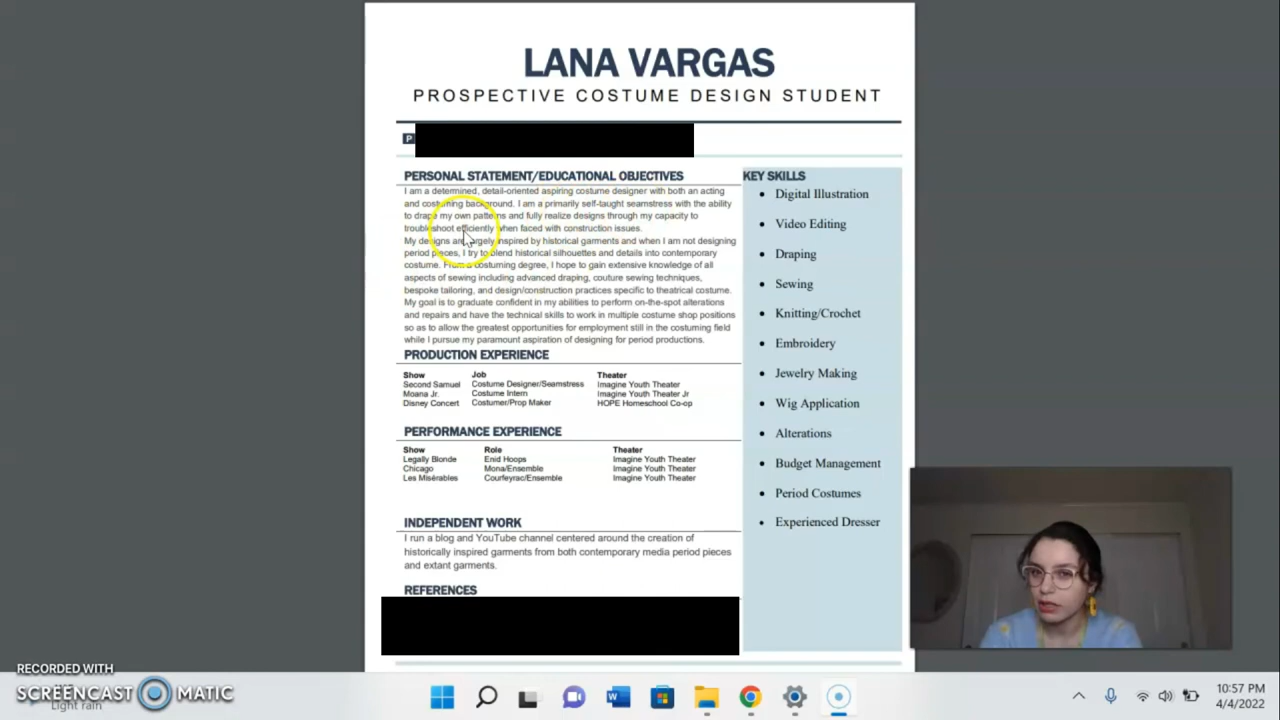 LANA VARGAS
PROSPECTIVE COSTUME DESIGN STUDENT
P
PERSONAL STATEMENT/EDUCATIONAL OBJECTIVES
I am a determined, detail-oriented aspiring costume designer with both an acting
and costuming background. I am a primarily self-taught seamstress with the ability
to drape my own patterns and fully realize designs through my capacity to
troubleshoot efficiently when faced with construction issues.
My designs are largely inspired by historical garments and when I am not designing
period pieces, I try to blend historical silhouettes and details into contemporary
costume. From a costuming degree, I hope to gain extensive knowledge of all
aspects of sewing including advanced draping, couture sewing techniques,
bespoke tailoring, and design/construction practices specific to theatrical costume.
My goal is to graduate confident in my abilities to perform on-the-spot alterations
and repairs and have the technical skills to work in multiple costume shop positions
so as to allow the greatest opportunities for employment still in the costuming field
while I pursue my paramount aspiration of designing for period productions.
PRODUCTION EXPERIENCE
Show Job Theater
Second Samuel Costume Designer/Seamstress Imagine Youth Theater
Moana Jr. Costume Intern Imagine Youth Theater Jr
Disney Concert Costumer/Prop Maker HOPE Homeschool Co-op
PERFORMANCE EXPERIENCE
Show Role Theater
Legally Blonde Enid Hoops Imagine Youth Theater
Chicago Mona/Ensemble Imagine Youth Theater
Les Misérables Courfeyrac/Ensemble Imagine Youth Theater
INDEPENDENT WORK
I run a blog and YouTube channel centered around the creation of
historically inspired garments from both contemporary media period pieces
and extant garments.
REFERENCES
KEY SKILLS
• Digital Illustration
• Video Editing
• Draping
• Sewing
• Knitting/Crochet
• Embroidery
• Jewelry Making
• Wig Application
• Alterations
• Budget Management
• Period Costumes
• Experienced Dresser
RECORDED WITH
SCREENCAST MATIC
Light rain
10:57 PM
4/4/2022